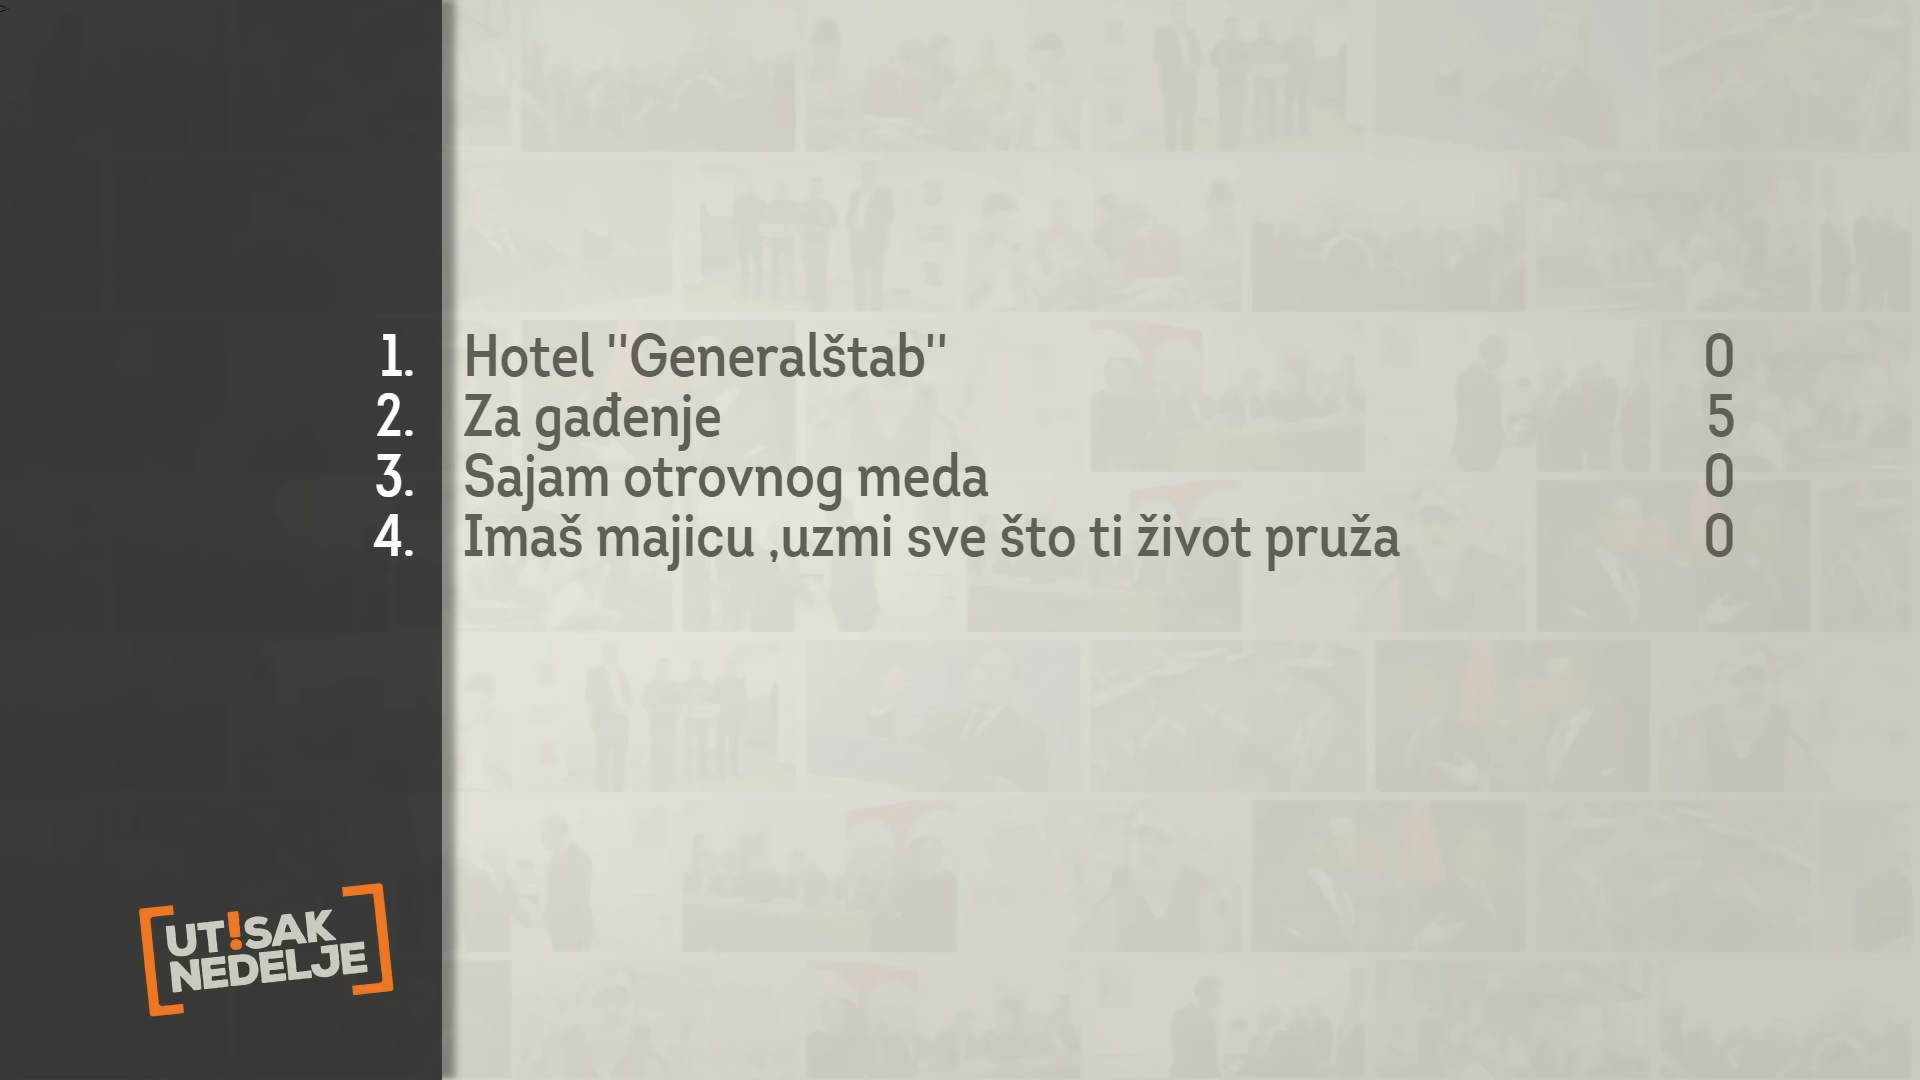 1. Hotel "Generalštab" 0
2. Za gađenje 5
3. Sajam otrovnog meda 0
4. Imaš majicu ,uzmi sve što ti život pruža 0
UT!SAK
NEDELJE